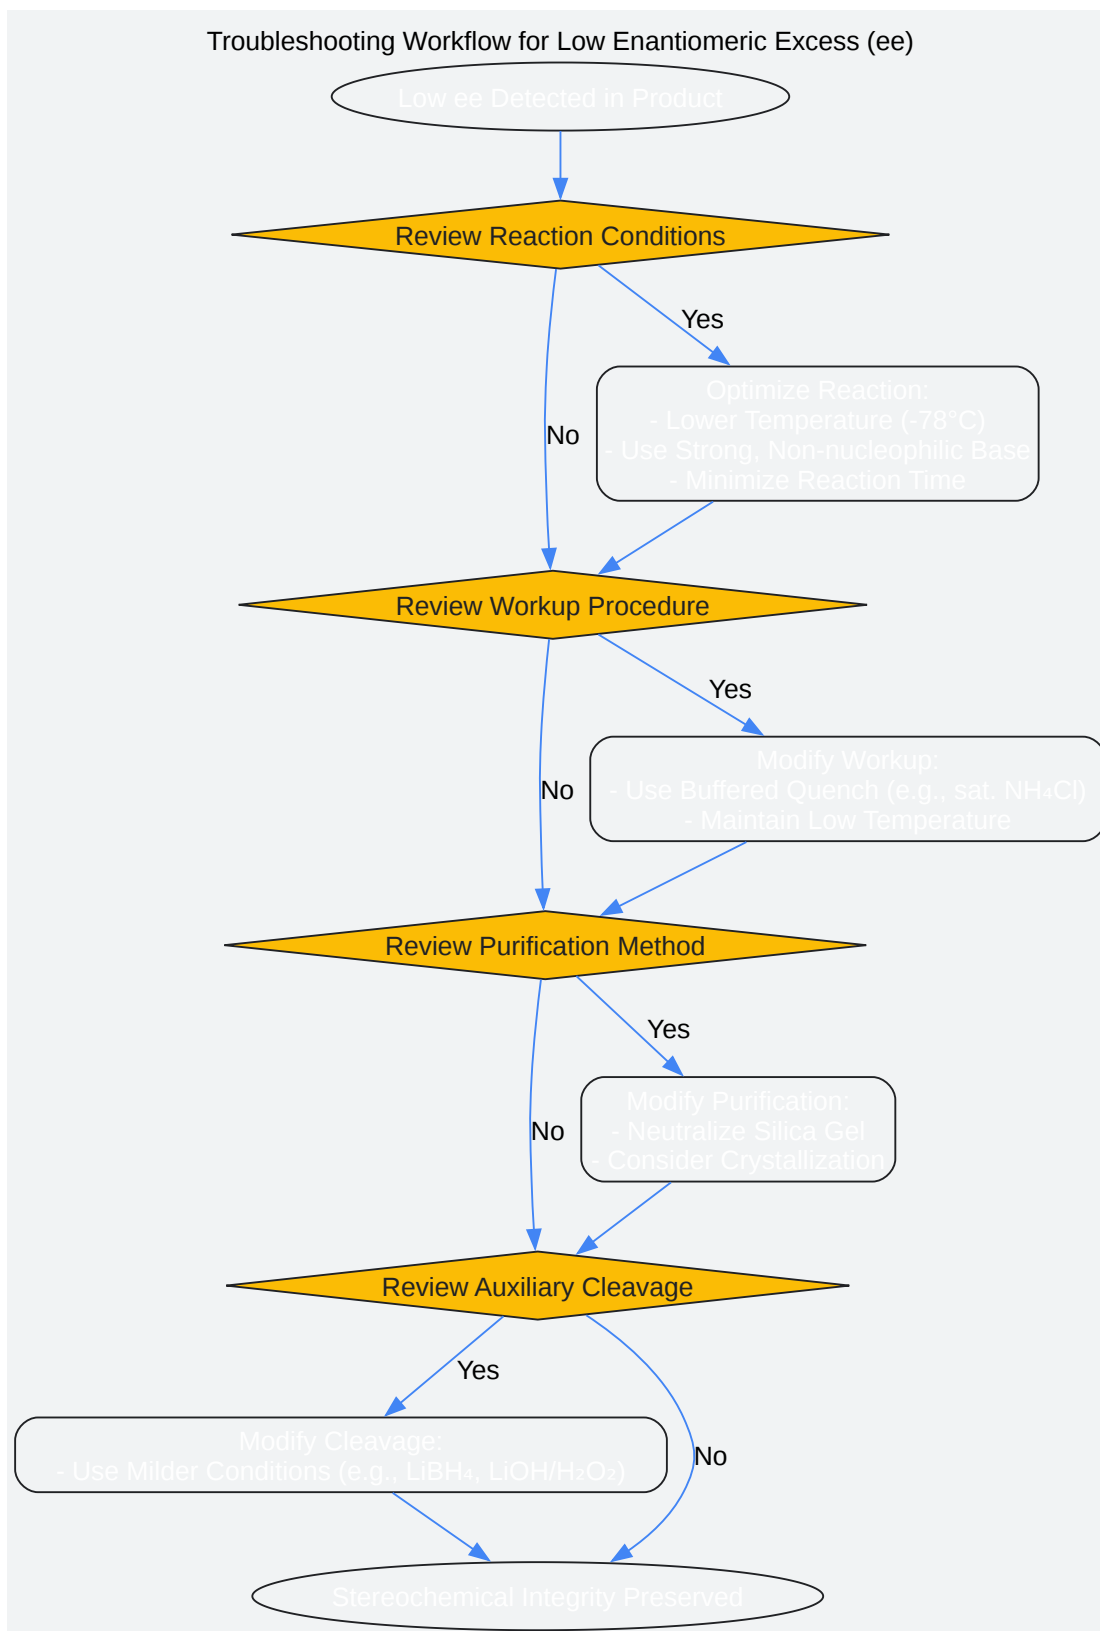 Troubleshooting Workflow for Low Enantiomeric Excess (ee)
Low ee Detected in Product
Review Reaction Conditions
Yes
Optimize Reaction:
- Lower Temperature (-78°C)
- Use Strong, Non-nucleophilic Base
- Minimize Reaction Time
No
Review Workup Procedure
Yes
Modify Workup:
- Use Buffered Quench (e.g., sat. NH₄Cl)
- Maintain Low Temperature
No
Review Purification Method
Yes
Modify Purification:
- Neutralize Silica Gel
- Consider Crystallization
No
Review Auxiliary Cleavage
Yes
Modify Cleavage:
- Use Milder Conditions (e.g., LiBH₄, LiOH/H₂O₂)
No
Stereochemical Integrity Preserved